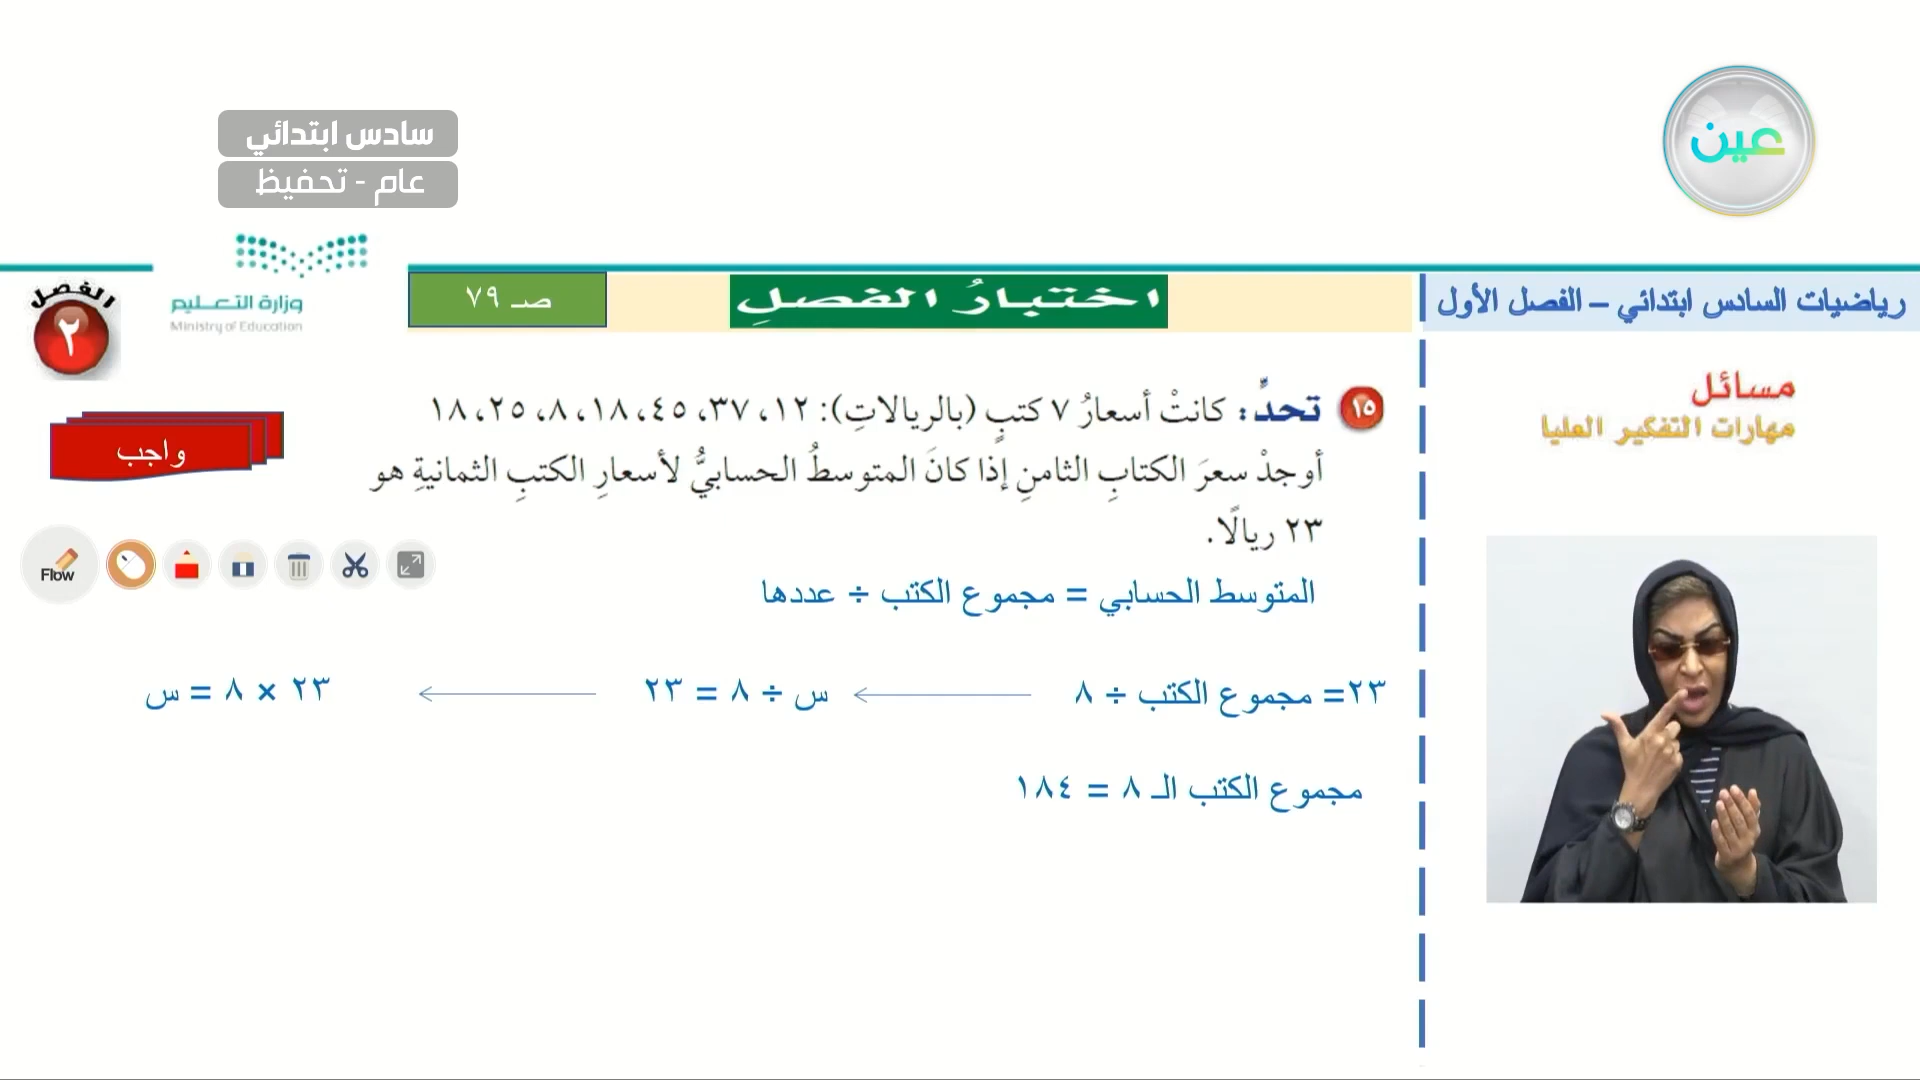 عين
سادس ابتدائي
عام - تحفيظ
رياضيات السادس ابتدائي – الفصل الأول
اختبارُ الفصلِ
صـ ٧٩
وزارة التعليم
Ministry of Education
الفصل
٢
مسائل
مهارات التفكير العليا
١٥ تحدٍّ: كانتْ أسعارُ ٧ كتبٍ (بالريالاتِ): ١٢، ٣٧، ٤٥، ١٨، ٨، ٢٥، ١٨
أوجدْ سعرَ الكتابِ الثامنِ إذا كانَ المتوسطُ الحسابيُّ لأسعارِ الكتبِ الثمانيةِ هو
٢٣ ريالًا.
واجب
Flow
المتوسط الحسابي = مجموع الكتب ÷ عددها
٢٣= مجموع الكتب ÷ ٨
س ÷ ٨ = ٢٣
٢٣ × ٨ = س
مجموع الكتب الـ ٨ = ١٨٤